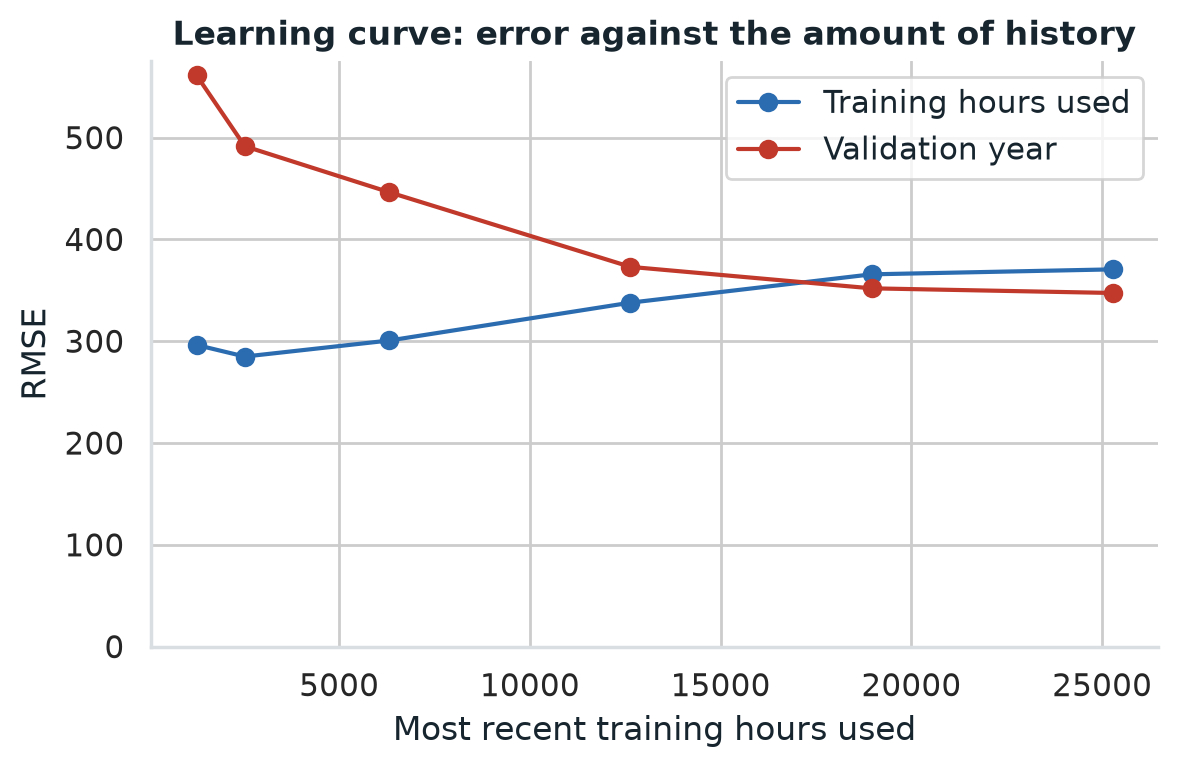 Learning curve: error against the amount of history
Training hours used
Validation year
500
400
300
200
100
0
RMSE
5000
10000
15000
20000
25000
Most recent training hours used